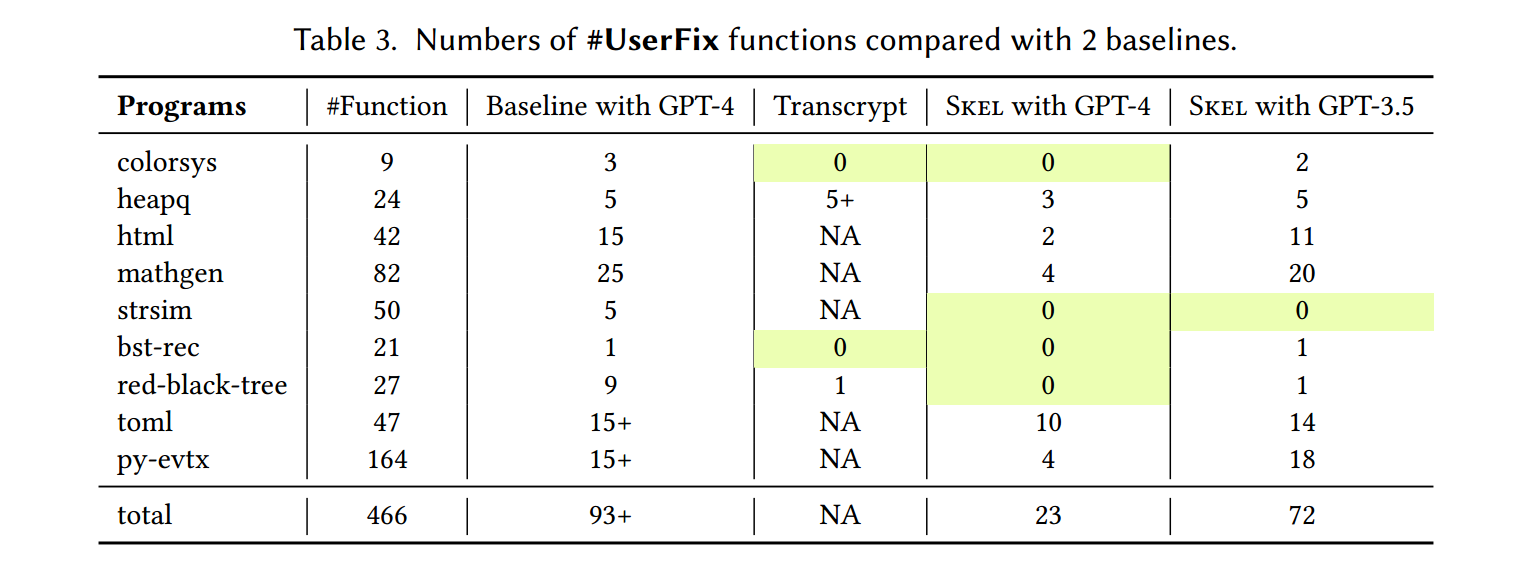 Table 3. Numbers of #UserFix functions compared with 2 baselines.
Programs #Function Baseline with GPT-4 Transcrypt SKEL with GPT-4 SKEL with GPT-3.5
colorsys 9 3 0 0 2
heapq 24 5 5+ 3 5
html 42 15 NA 2 11
mathgen 82 25 NA 4 20
strsim 50 5 NA 0 0
bst-rec 21 1 0 0 1
red-black-tree 27 9 1 0 1
toml 47 15+ NA 10 14
py-evtx 164 15+ NA 4 18
total 466 93+ NA 23 72